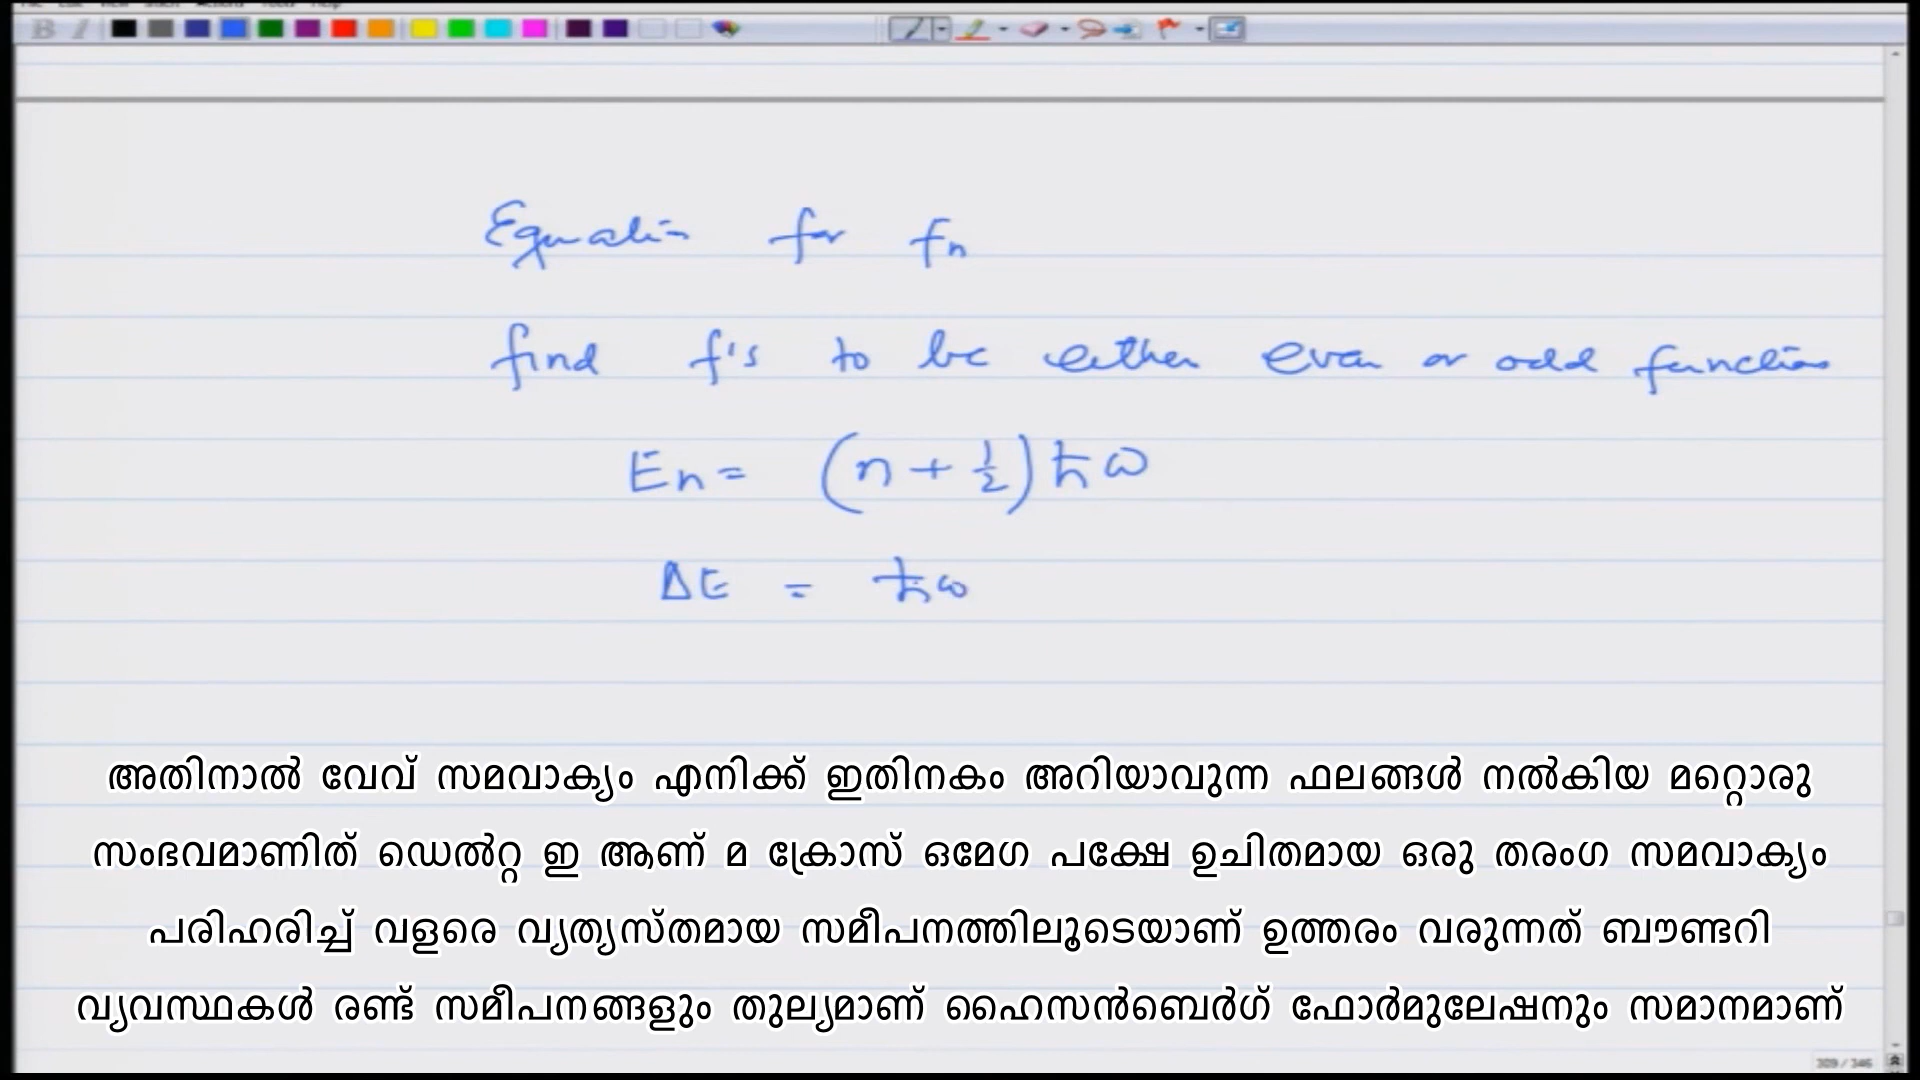 Equation for fn
find f's to be either even or odd function
En = (n + 1/2) ħω
ΔE = ħω
അതിനാൽ വേവ് സമവാക്യം എനിക്ക് ഇതിനകം അറിയാവുന്ന ഫലങ്ങൾ നൽകിയ മറ്റൊരു
സംഭവമാണിത് ഡെൽറ്റ ഇ ആണ് മ ക്രോസ് ഒമേഗ പക്ഷേ ഉചിതമായ ഒരു തരംഗ സമവാക്യം
പരിഹരിച്ച് വളരെ വ്യത്യസ്തമായ സമീപനത്തിലൂടെയാണ് ഉത്തരം വരുന്നത് ബൗണ്ടറി
വ്യവസ്ഥകൾ രണ്ട് സമീപനങ്ങളും തുല്യമാണ് ഹൈസൻബെർഗ് ഫോർമുലേഷനും സമാനമാണ്
309 / 346